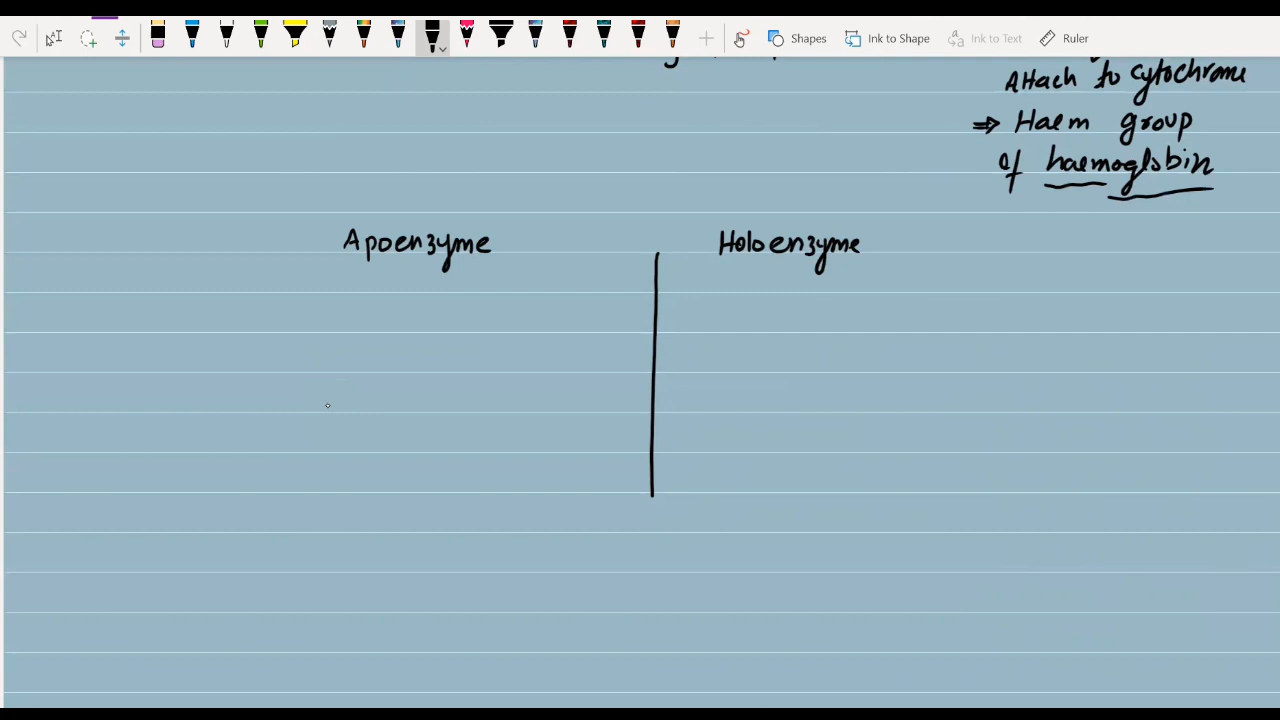 Shapes
Ink to Shape
Ink to Text
Ruler
Attach to cytochrome
⇒ Haem group
of haemoglobin
Apoenzyme
Holoenzyme